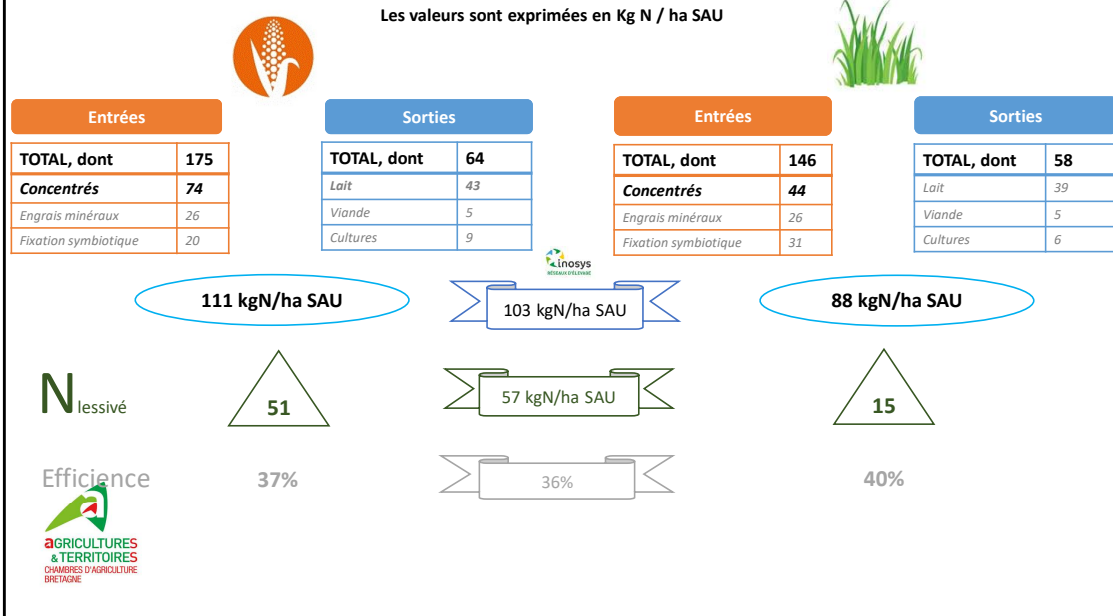 Les valeurs sont exprimées en Kg N / ha SAU
Entrées
TOTAL, dont 175
Concentrés 74
Engrais minéraux 26
Fixation symbiotique 20
Sorties
TOTAL, dont 64
Lait 43
Viande 5
Cultures 9
Entrées
TOTAL, dont 146
Concentrés 44
Engrais minéraux 26
Fixation symbiotique 31
Sorties
TOTAL, dont 58
Lait 39
Viande 5
Cultures 6
inosys
RÉSEAUX D'ÉLEVAGE
111 kgN/ha SAU
103 kgN/ha SAU
88 kgN/ha SAU
N lessivé
51
57 kgN/ha SAU
15
Efficience
37%
36%
40%
aGRICULTURES
& TERRITOIRES
CHAMBRES D'AGRICULTURE
BRETAGNE